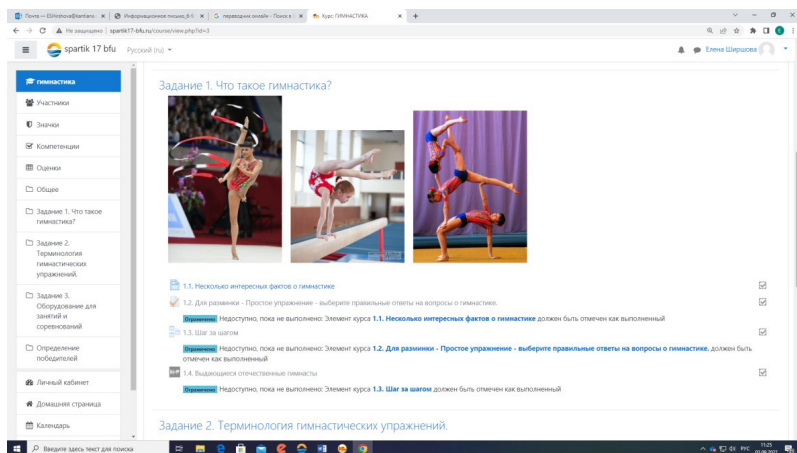 Почта — EShirshova@kantiana.
Информационное письмо_6-0
переводчик онлайн – Поиск в
Курс: ГИМНАСТИКА
Не защищено | spartik17-bfu.ru/course/view.php?id=3
spartik 17 bfu
Русский (ru)
Елена Ширшова
гимнастика
Участники
Значки
Компетенции
Оценки
Общее
Задание 1. Что такое
гимнастика?
Задание 2.
Терминология
гимнастических
упражнений.
Задание 3.
Оборудование для
занятий и
соревнований
Определение
победителей
Личный кабинет
Домашняя страница
Календарь
Задание 1. Что такое гимнастика?
1.1. Несколько интересных фактов о гимнастике
1.2. Для разминки - Простое упражнение - выберите правильные ответы на вопросы о гимнастике.
Ограничено Недоступно, пока не выполнено: Элемент курса 1.1. Несколько интересных фактов о гимнастике должен быть отмечен как выполненный
1.3. Шаг за шагом
Ограничено Недоступно, пока не выполнено: Элемент курса 1.2. Для разминки - Простое упражнение - выберите правильные ответы на вопросы о гимнастике. должен быть
отмечен как выполненный
1.4. Выдающиеся отечественные гимнасты
Ограничено Недоступно, пока не выполнено: Элемент курса 1.3. Шаг за шагом должен быть отмечен как выполненный
Задание 2. Терминология гимнастических упражнений.
Введите здесь текст для поиска
РУС
11:25